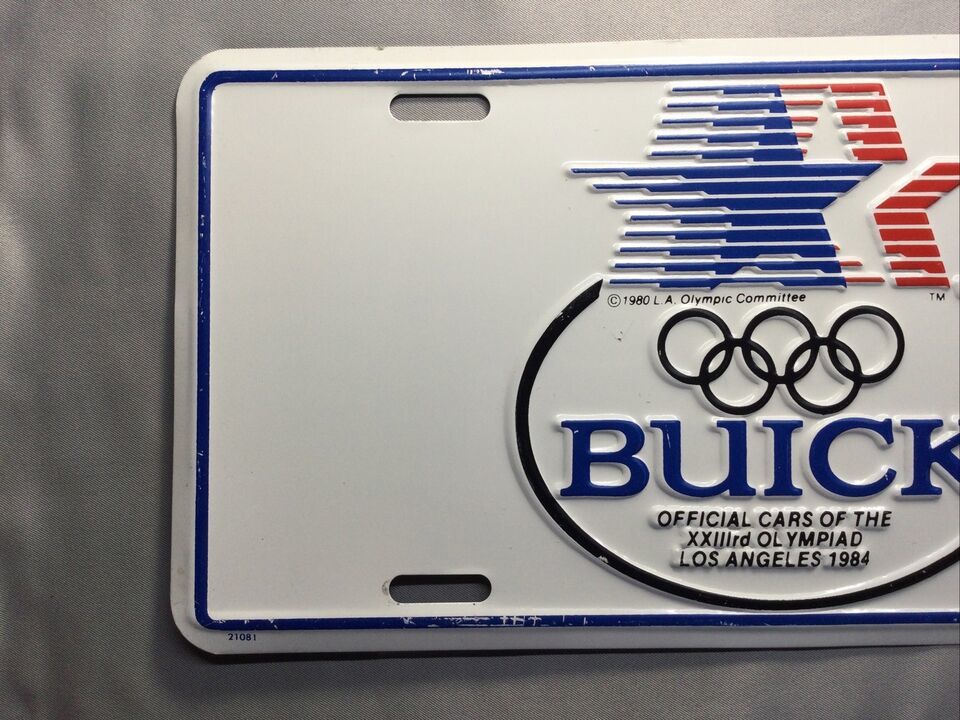 © 1980 L.A. Olympic Committee TM
BUICK
OFFICIAL CARS OF THE
XXIIIrd OLYMPIAD
LOS ANGELES 1984
21081